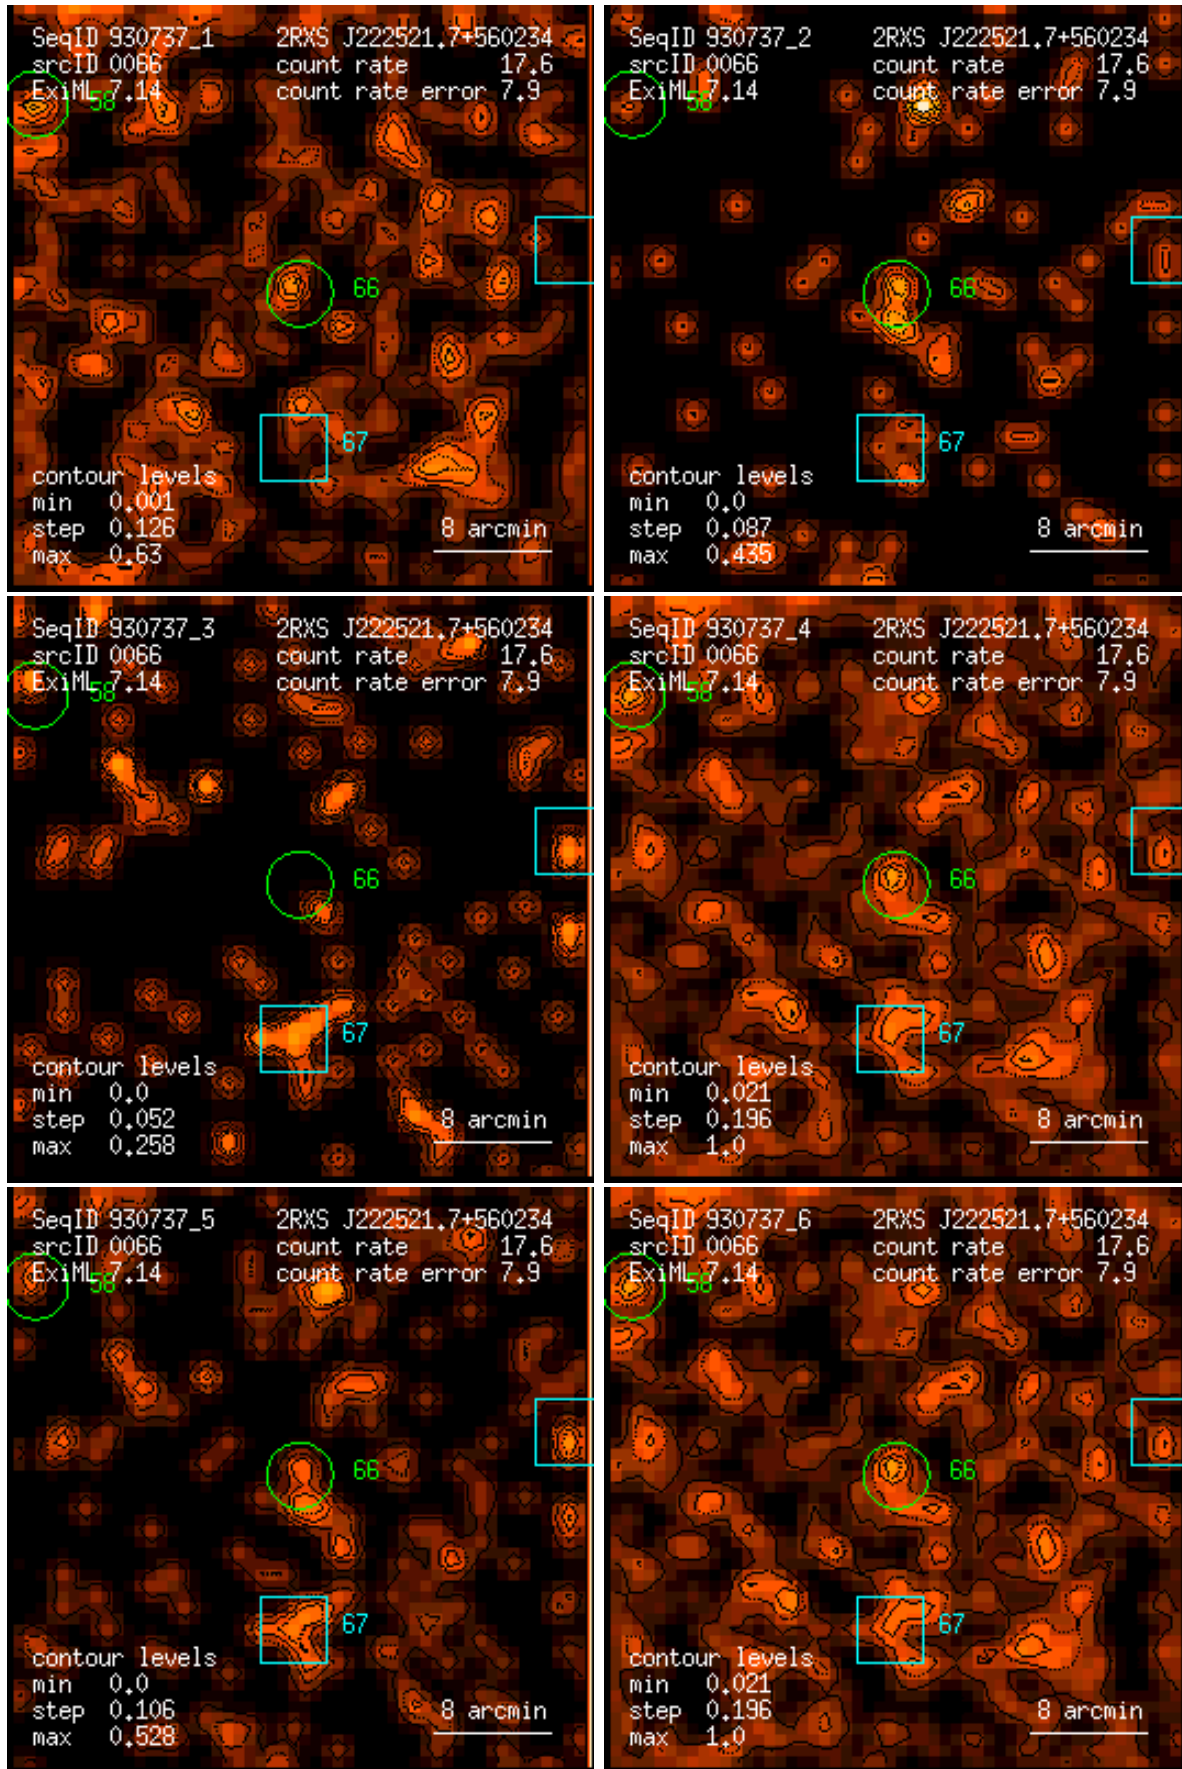 SeqID 930737_1 2RXS J222521.7+560234
srcID 0066 count rate 17.6
ExiML 7.14 count rate error 7.9
58
66
67
contour levels
min 0.001
step 0.126
max 0.63
8 arcmin
SeqID 930737_2 2RXS J222521.7+560234
srcID 0066 count rate 17.6
ExiML 7.14 count rate error 7.9
58
66
67
contour levels
min 0.0
step 0.087
max 0.435
8 arcmin
SeqID 930737_3 2RXS J222521.7+560234
srcID 0066 count rate 17.6
ExiML 7.14 count rate error 7.9
58
66
67
contour levels
min 0.0
step 0.052
max 0.258
8 arcmin
SeqID 930737_4 2RXS J222521.7+560234
srcID 0066 count rate 17.6
ExiML 7.14 count rate error 7.9
58
66
67
contour levels
min 0.021
step 0.196
max 1.0
8 arcmin
SeqID 930737_5 2RXS J222521.7+560234
srcID 0066 count rate 17.6
ExiML 7.14 count rate error 7.9
58
66
67
contour levels
min 0.0
step 0.106
max 0.528
8 arcmin
SeqID 930737_6 2RXS J222521.7+560234
srcID 0066 count rate 17.6
ExiML 7.14 count rate error 7.9
58
66
67
contour levels
min 0.021
step 0.196
max 1.0
8 arcmin